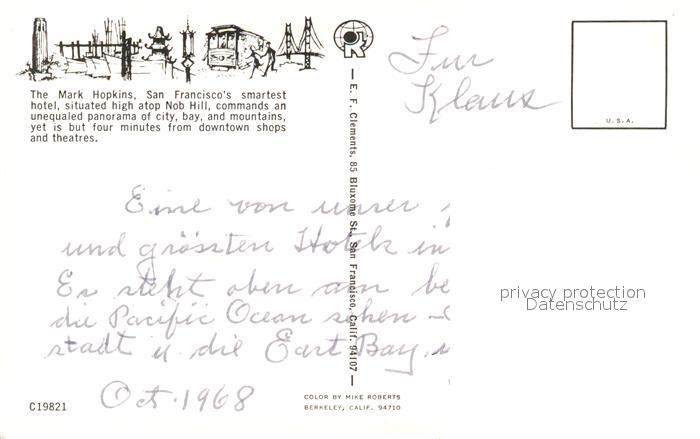 The Mark Hopkins, San Francisco's smartest
hotel, situated high atop Nob Hill, commands an
unequaled panorama of city, bay, and mountains,
yet is but four minutes from downtown shops
and theatres.
Für
Klaus
U.S.A.
E. F. Clements, 85 Bluxome St., San Francisco, Calif. 94107
Eine von unser
und grössten Hotels in
Es steht oben am be
die Pacific Ocean sehen
stadt u die East Bay,
Oct. 1968
privacy protection
Datenschutz
C19821
COLOR BY MIKE ROBERTS
BERKELEY, CALIF. 94710